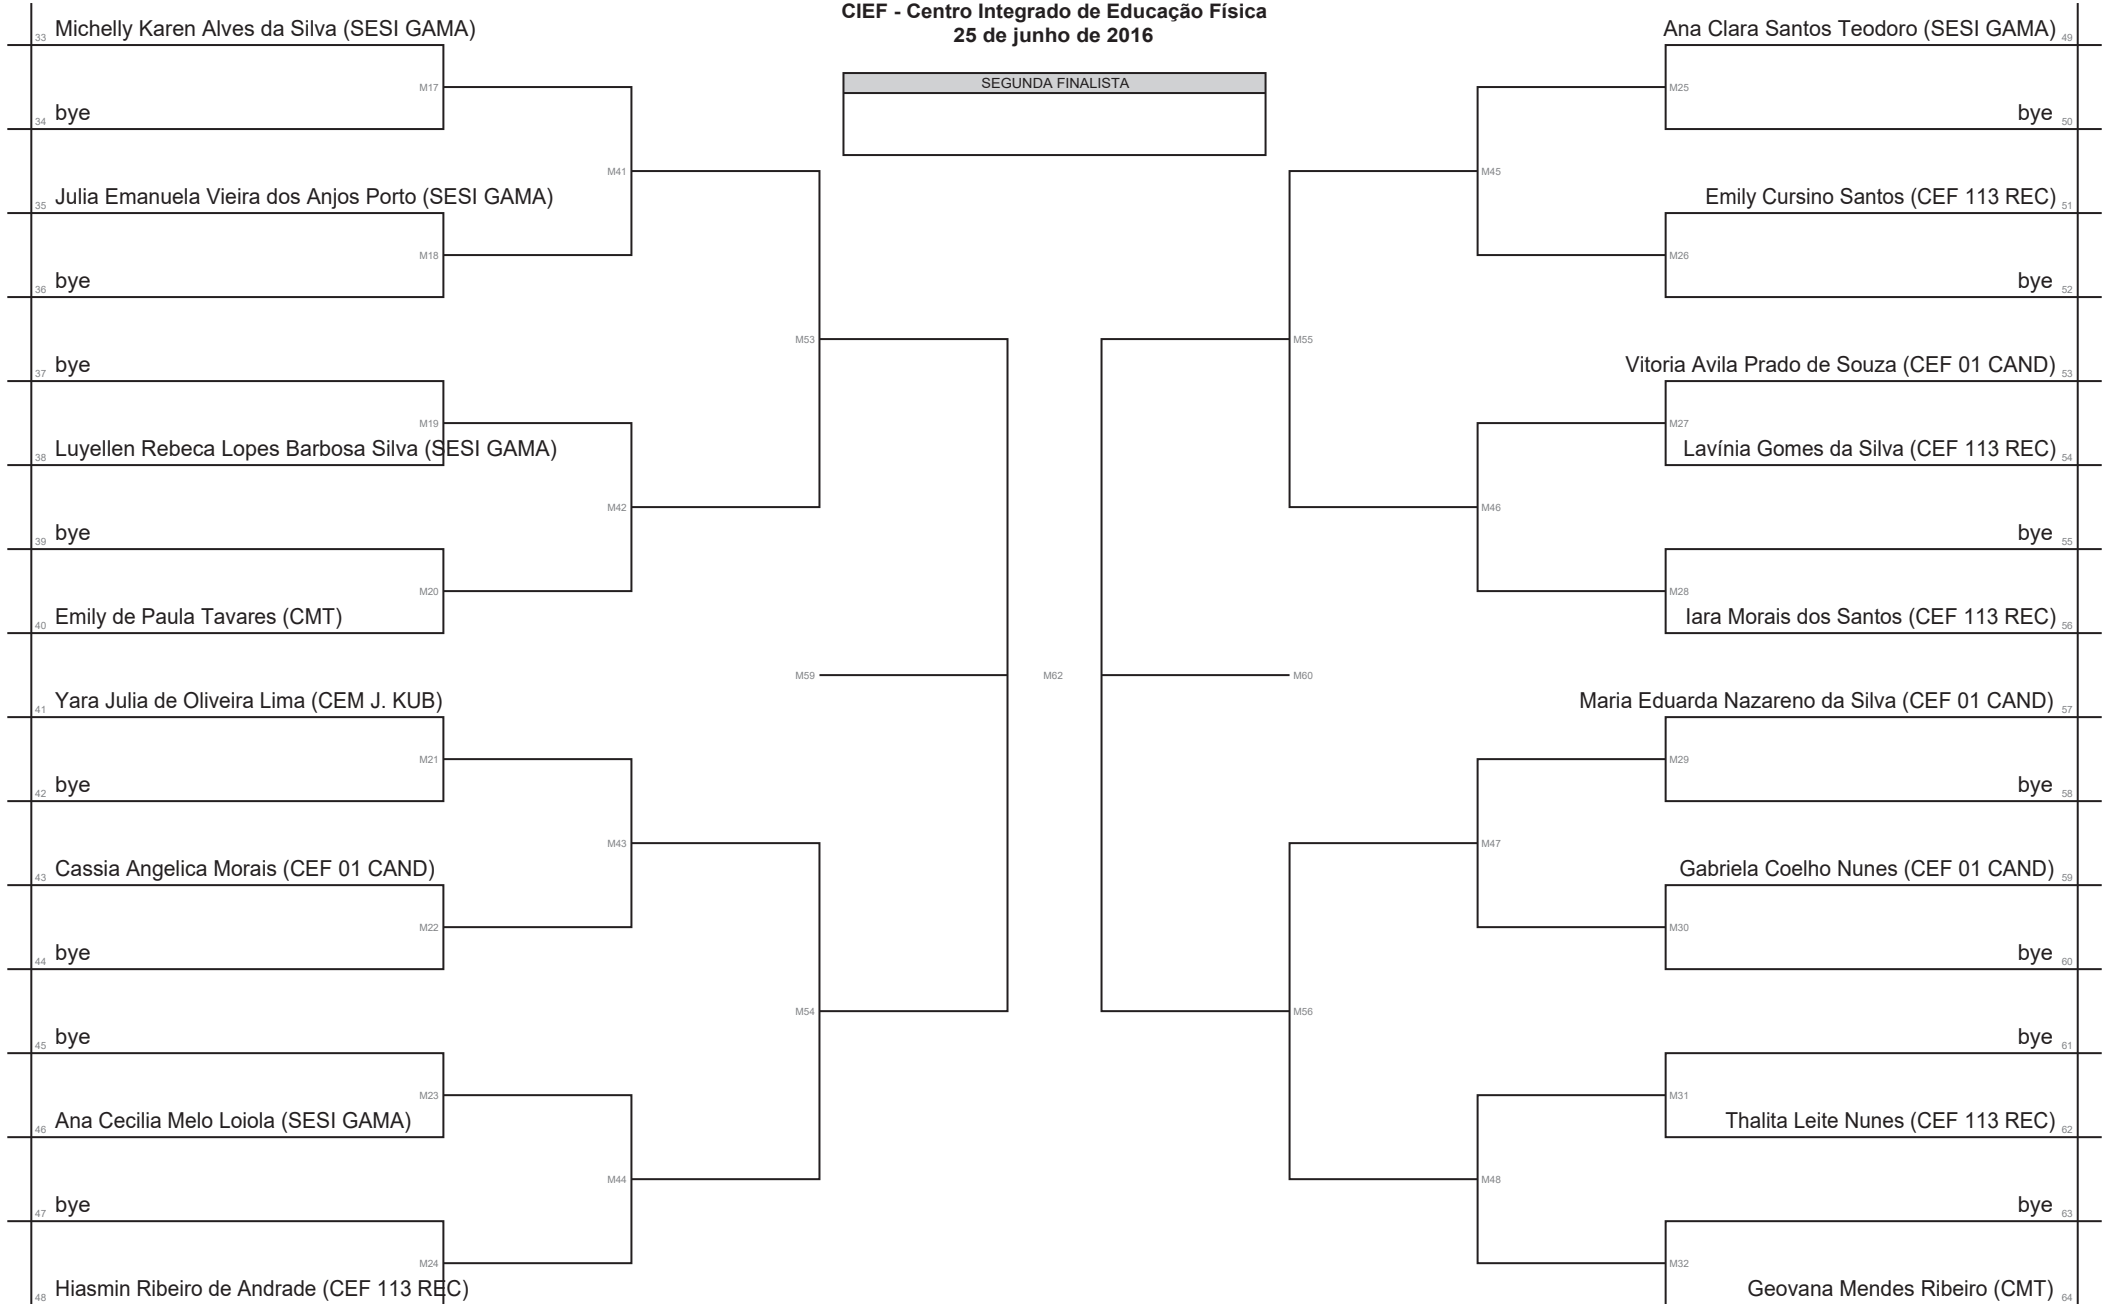 CIEF - Centro Integrado de Educação Física
25 de junho de 2016
SEGUNDA FINALISTA
33 Michelly Karen Alves da Silva (SESI GAMA)
M17
34 bye
M41
35 Julia Emanuela Vieira dos Anjos Porto (SESI GAMA)
M18
36 bye
M53
37 bye
M19
38 Luyellen Rebeca Lopes Barbosa Silva (SESI GAMA)
M42
39 bye
M20
40 Emily de Paula Tavares (CMT)
M59
41 Yara Julia de Oliveira Lima (CEM J. KUB)
M21
42 bye
M43
43 Cassia Angelica Morais (CEF 01 CAND)
M22
44 bye
M54
45 bye
M23
46 Ana Cecilia Melo Loiola (SESI GAMA)
M44
47 bye
M24
48 Hiasmin Ribeiro de Andrade (CEF 113 REC)
M62
Ana Clara Santos Teodoro (SESI GAMA) 49
M25
bye 50
M45
Emily Cursino Santos (CEF 113 REC) 51
M26
bye 52
M55
Vitoria Avila Prado de Souza (CEF 01 CAND) 53
M27
Lavínia Gomes da Silva (CEF 113 REC) 54
M46
bye 55
M28
Iara Morais dos Santos (CEF 113 REC) 56
M60
Maria Eduarda Nazareno da Silva (CEF 01 CAND) 57
M29
bye 58
M47
Gabriela Coelho Nunes (CEF 01 CAND) 59
M30
bye 60
M56
bye 61
M31
Thalita Leite Nunes (CEF 113 REC) 62
M48
bye 63
M32
Geovana Mendes Ribeiro (CMT) 64